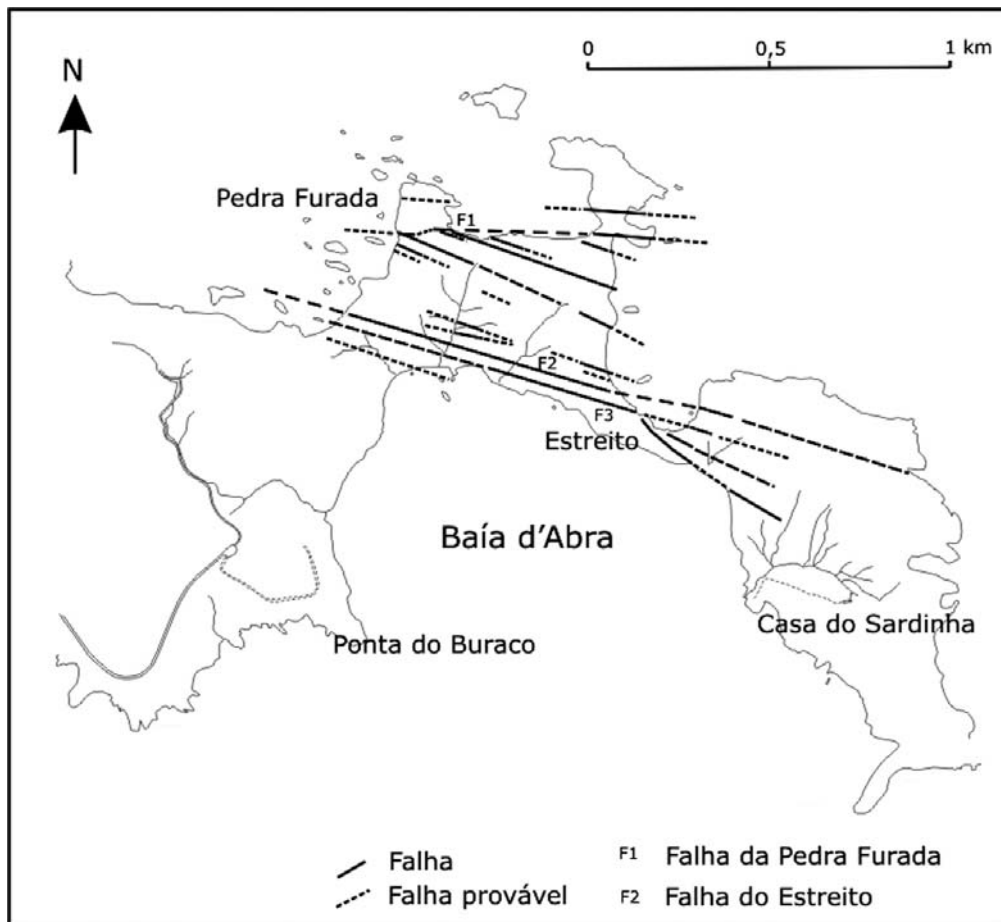 0 0,5 1 km
N
Pedra Furada
F1
F2
F3
Estreito
Baía d’Abra
Casa do Sardinha
Ponta do Buraco
Falha F1 Falha da Pedra Furada
Falha provável F2 Falha do Estreito